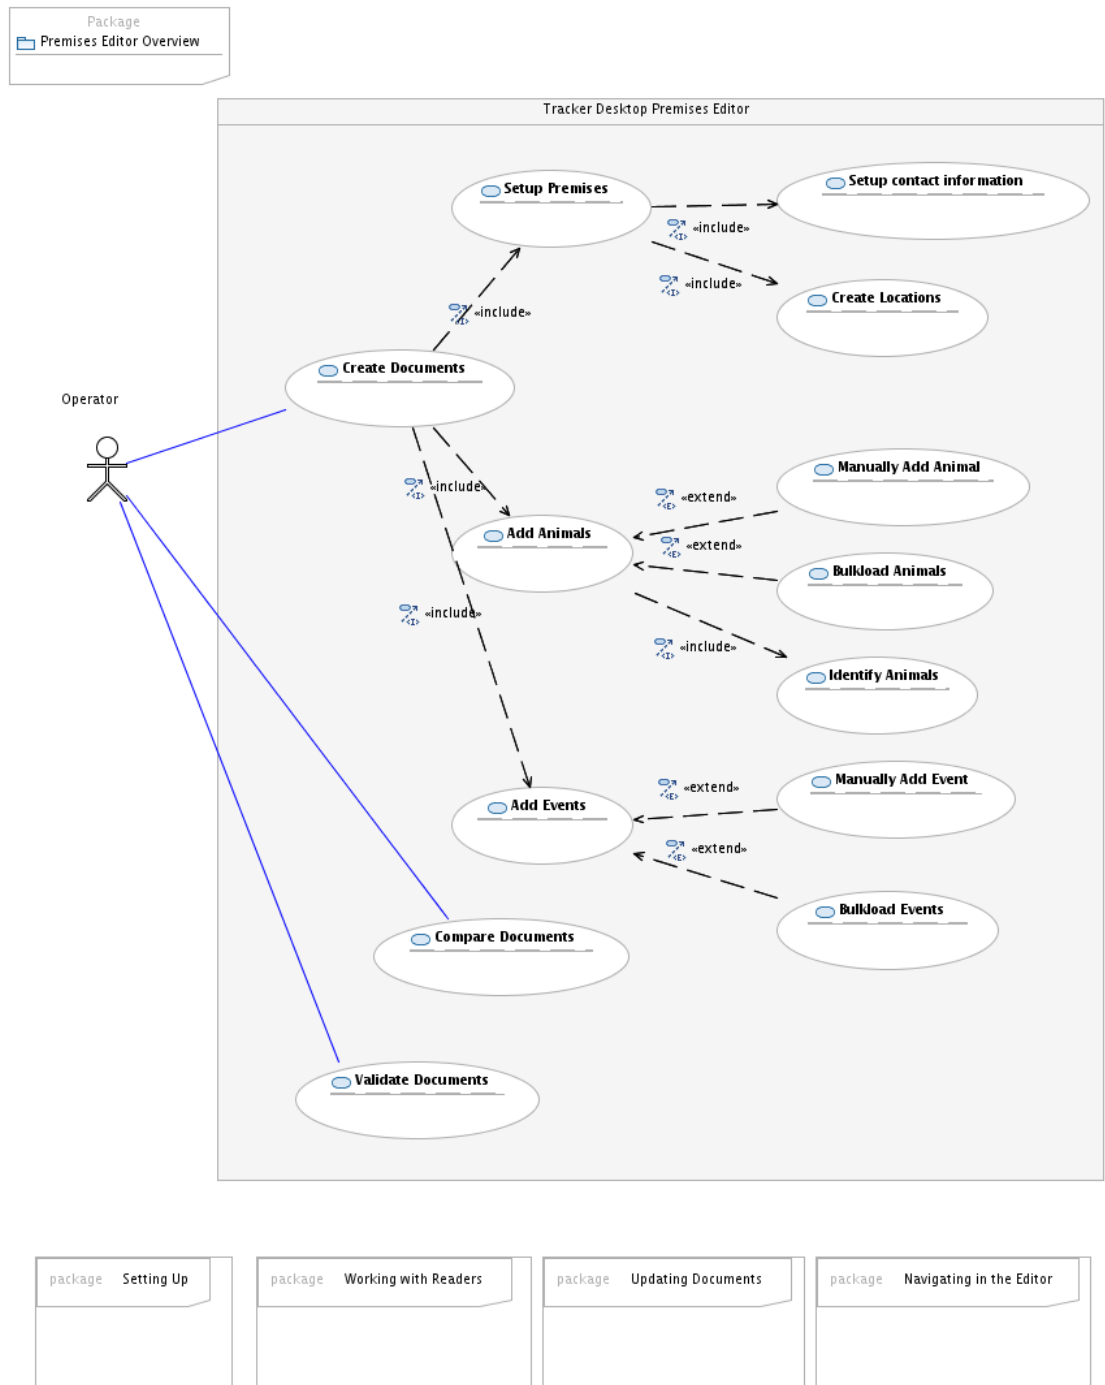 Package
Premises Editor Overview
Tracker Desktop Premises Editor
Setup Premises
Setup contact information
«include»
«include»
Create Locations
«include»
Create Documents
Operator
Manually Add Animal
«extend»
«include»
Add Animals
«extend»
Bulkload Animals
«include»
«include»
Identify Animals
Manually Add Event
«extend»
Add Events
«extend»
Bulkload Events
Compare Documents
Validate Documents
package Setting Up
package Working with Readers
package Updating Documents
package Navigating in the Editor